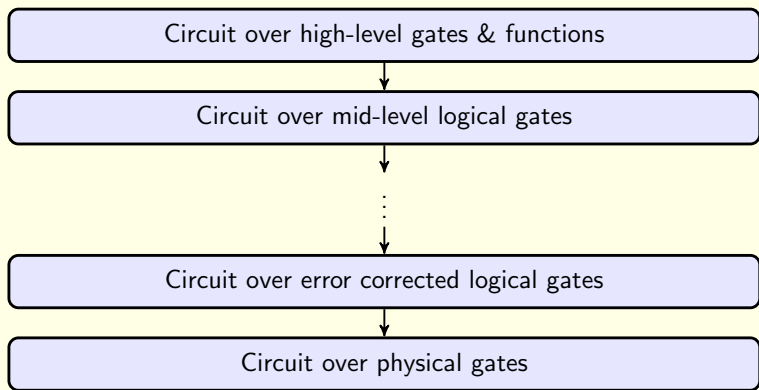 Circuit over high-level gates & functions
Circuit over mid-level logical gates
⋮
Circuit over error corrected logical gates
Circuit over physical gates